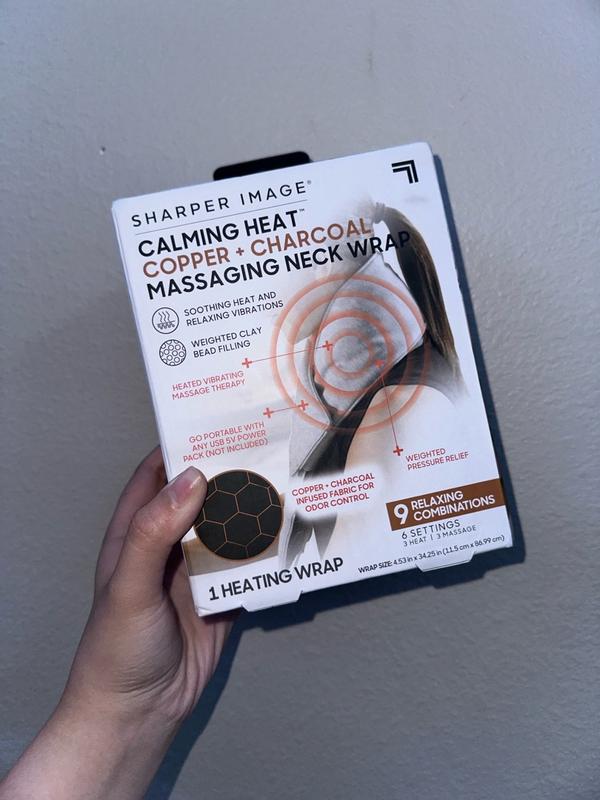 SHARPER IMAGE®
CALMING HEAT™
COPPER + CHARCOAL
MASSAGING NECK WRAP
SOOTHING HEAT AND
RELAXING VIBRATIONS
WEIGHTED CLAY
BEAD FILLING
HEATED VIBRATING
MASSAGE THERAPY
GO PORTABLE WITH
ANY USB 5V POWER
PACK (NOT INCLUDED)
WEIGHTED
PRESSURE RELIEF
COPPER + CHARCOAL
INFUSED FABRIC FOR
ODOR CONTROL
9 RELAXING
COMBINATIONS
6 SETTINGS
3 HEAT | 3 MASSAGE
1 HEATING WRAP
WRAP SIZE: 4.53 in x 34.25 in (11.5 cm x 86.99 cm)